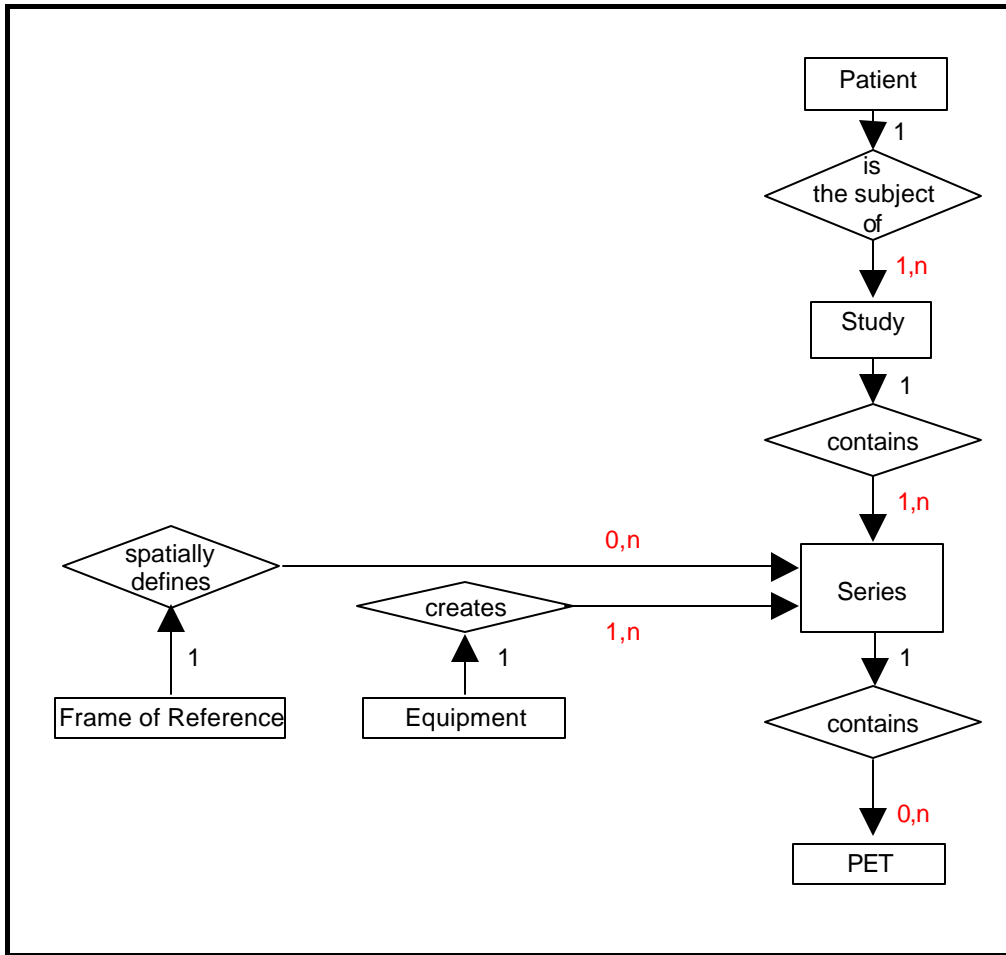 Patient
1
is
the subject
of
1,n
Study
1
contains
1,n
spatially
defines
0,n
Series
creates
1,n
1
1
1
Frame of Reference
Equipment
contains
0,n
PET